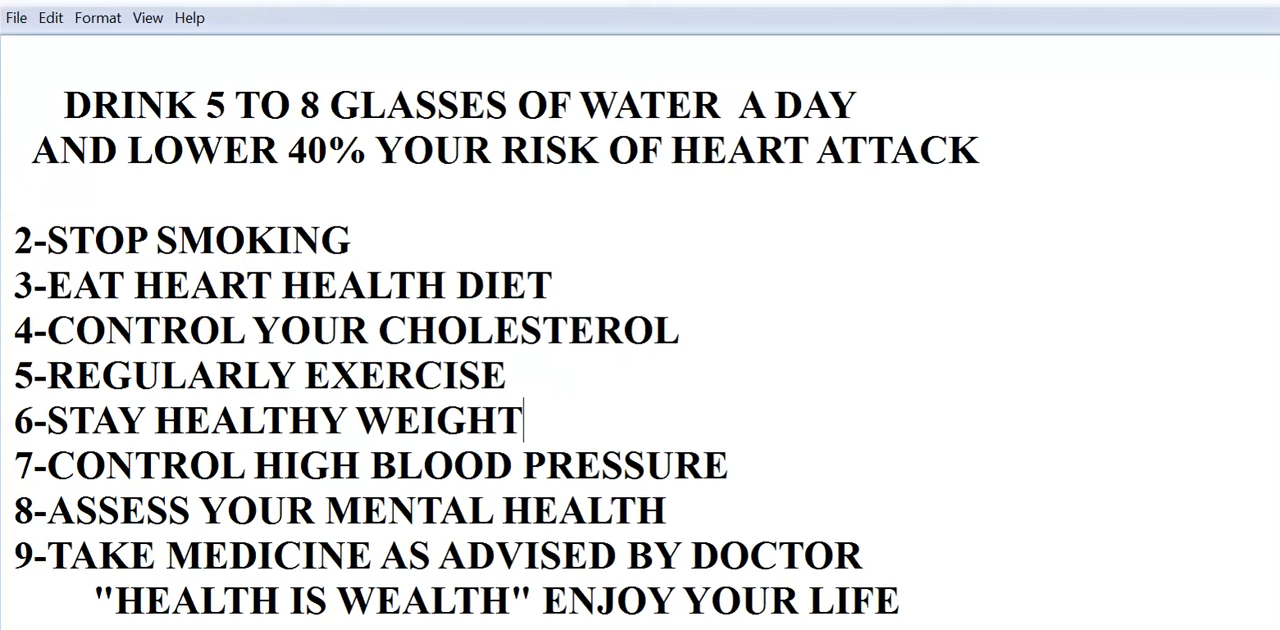 File Edit Format View Help
DRINK 5 TO 8 GLASSES OF WATER A DAY
AND LOWER 40% YOUR RISK OF HEART ATTACK
2-STOP SMOKING
3-EAT HEART HEALTH DIET
4-CONTROL YOUR CHOLESTEROL
5-REGULARLY EXERCISE
6-STAY HEALTHY WEIGHT
7-CONTROL HIGH BLOOD PRESSURE
8-ASSESS YOUR MENTAL HEALTH
9-TAKE MEDICINE AS ADVISED BY DOCTOR
"HEALTH IS WEALTH" ENJOY YOUR LIFE